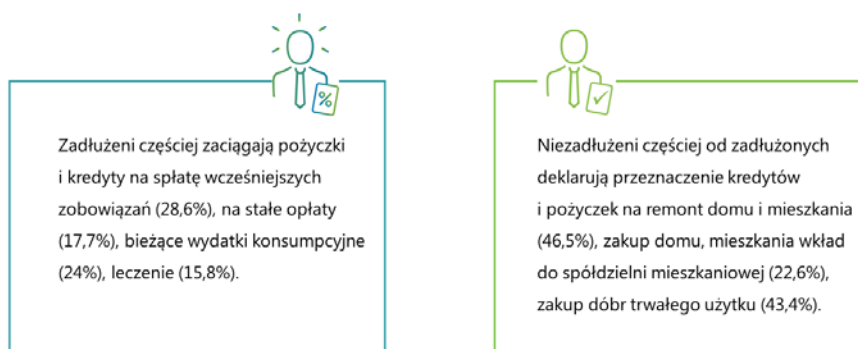 %
Zadłużeni częściej zaciągają pożyczki
i kredyty na spłatę wcześniejszych
zobowiązań (28,6%), na stałe opłaty
(17,7%), bieżące wydatki konsumpcyjne
(24%), leczenie (15,8%).
Niezadłużeni częściej od zadłużonych
deklarują przeznaczenie kredytów
i pożyczek na remont domu i mieszkania
(46,5%), zakup domu, mieszkania wkład
do spółdzielni mieszkaniowej (22,6%),
zakup dóbr trwałego użytku (43,4%).